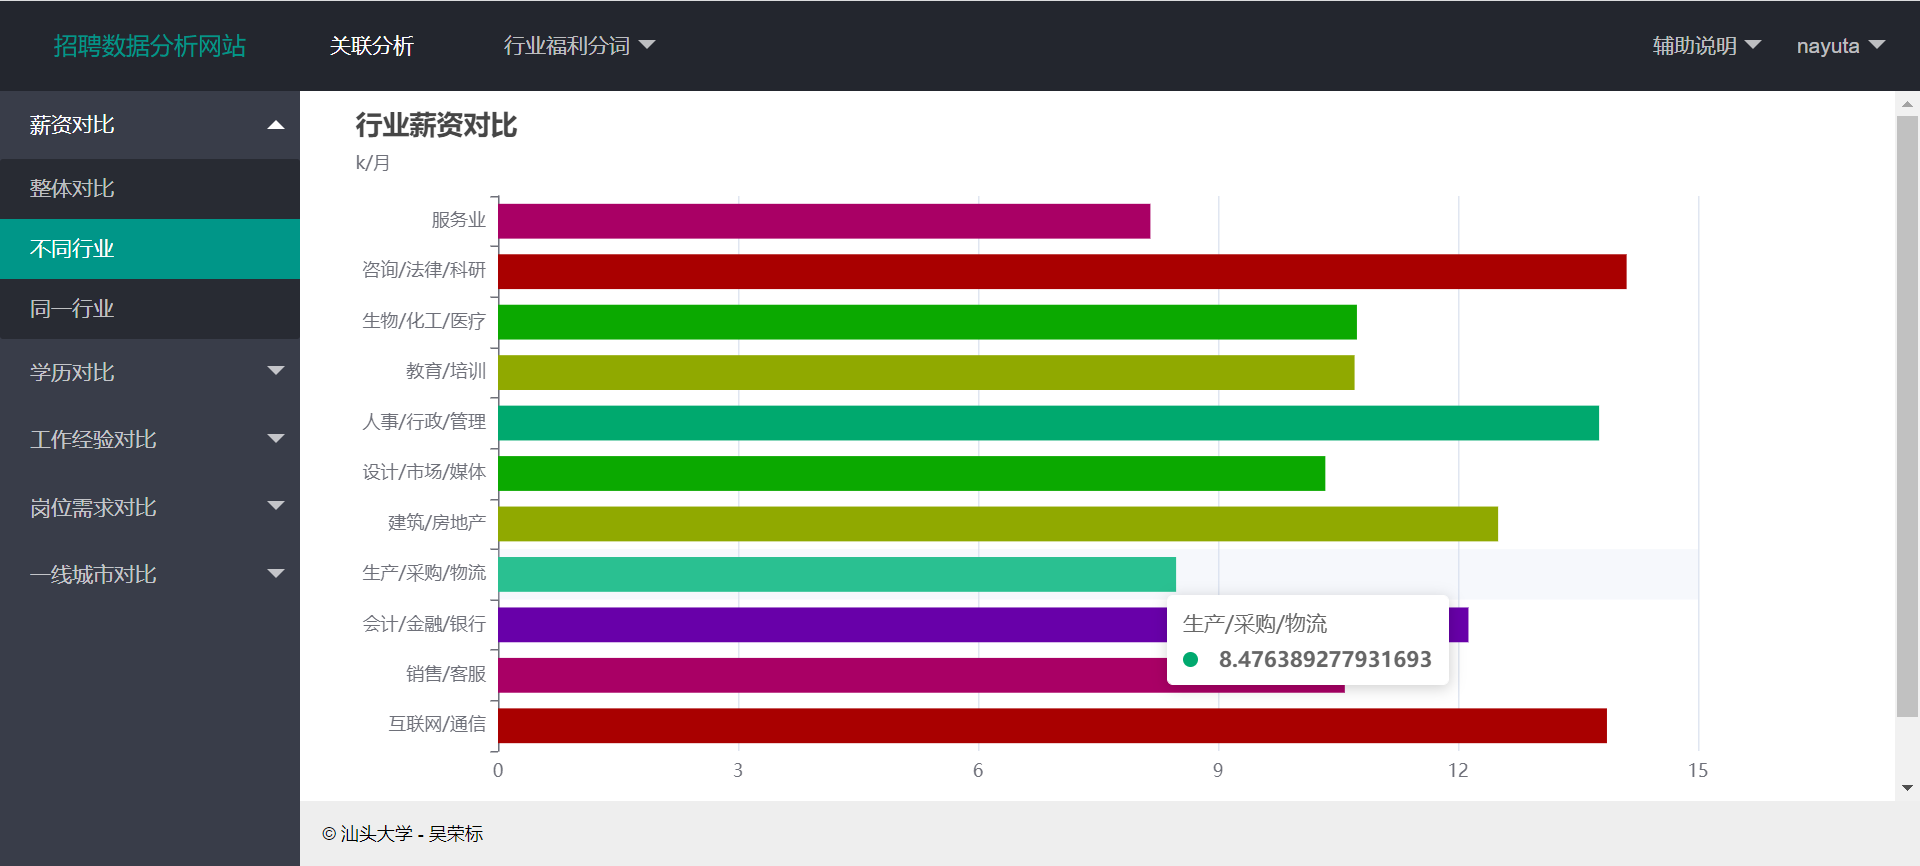 招聘数据分析网站 关联分析 行业福利分词 辅助说明 nayuta
薪资对比
整体对比
不同行业
同一行业
学历对比
工作经验对比
岗位需求对比
一线城市对比
行业薪资对比
k/月
服务业
咨询/法律/科研
生物/化工/医疗
教育/培训
人事/行政/管理
设计/市场/媒体
建筑/房地产
生产/采购/物流
会计/金融/银行
销售/客服
互联网/通信
生产/采购/物流
8.476389277931693
0 3 6 9 12 15
© 汕头大学 - 吴荣标